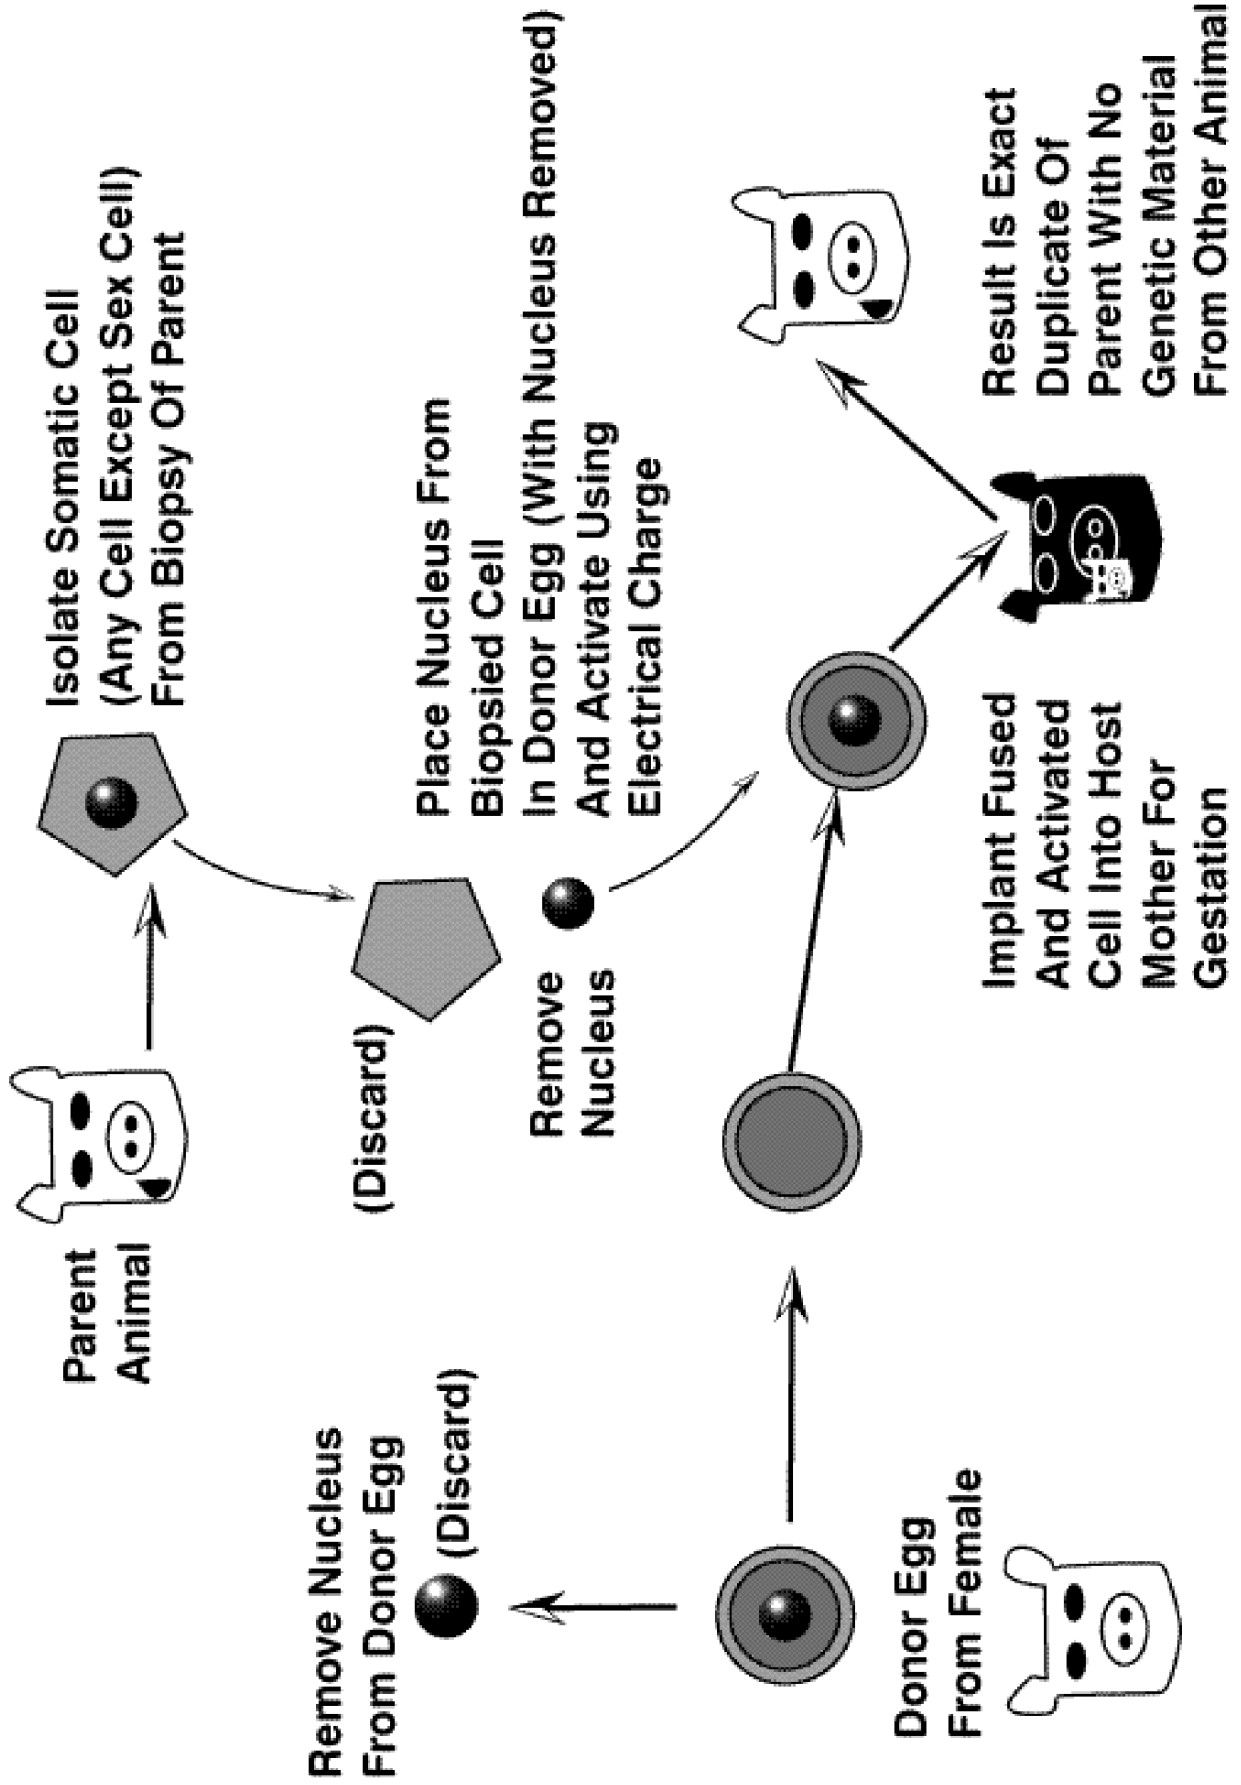 Parent
Animal
Isolate Somatic Cell
(Any Cell Except Sex Cell)
From Biopsy Of Parent
Remove Nucleus
From Donor Egg
(Discard)
(Discard)
Remove
Nucleus
Place Nucleus From
Biopsied Cell
In Donor Egg (With Nucleus Removed)
And Activate Using
Electrical Charge
Donor Egg
From Female
Implant Fused
And Activated
Cell Into Host
Mother For
Gestation
Result Is Exact
Duplicate Of
Parent With No
Genetic Material
From Other Animal